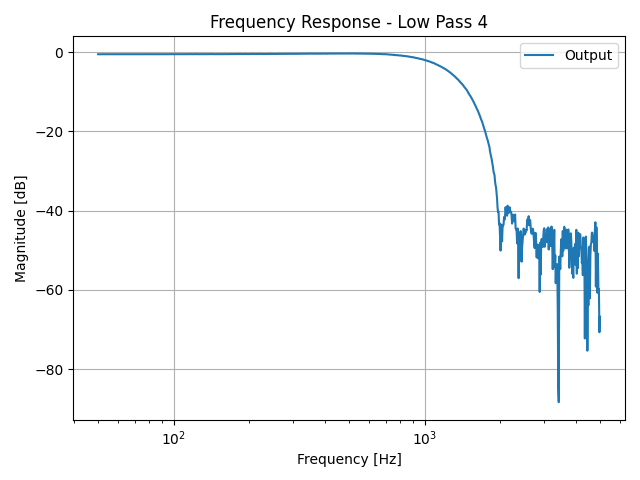 Frequency Response - Low Pass 4
Output
0
−20
−40
−60
−80
Magnitude [dB]
10²
10³
Frequency [Hz]